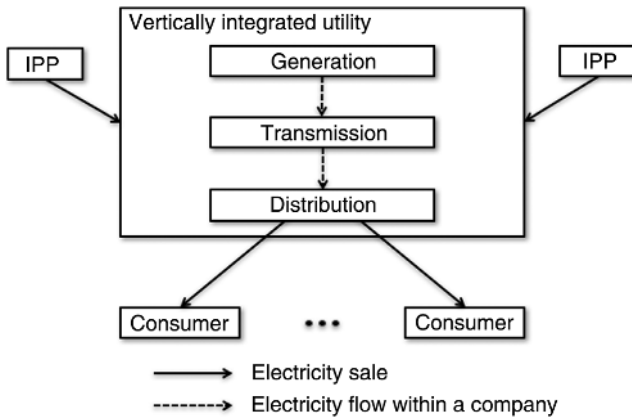 Vertically integrated utility
IPP
Generation
IPP
Transmission
Distribution
Consumer
Consumer
Electricity sale
Electricity flow within a company